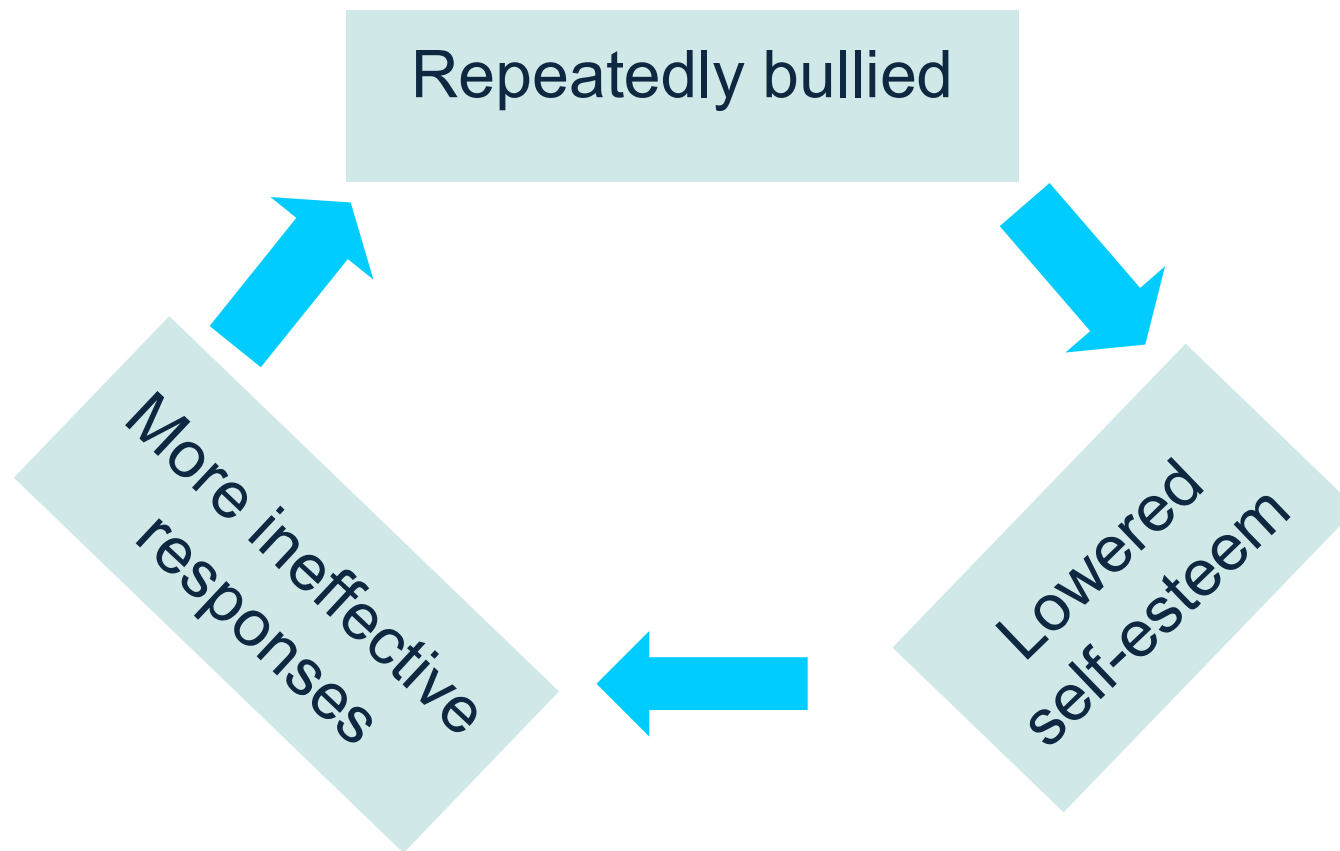 Repeatedly bullied
Lowered
self-esteem
More ineffective
responses